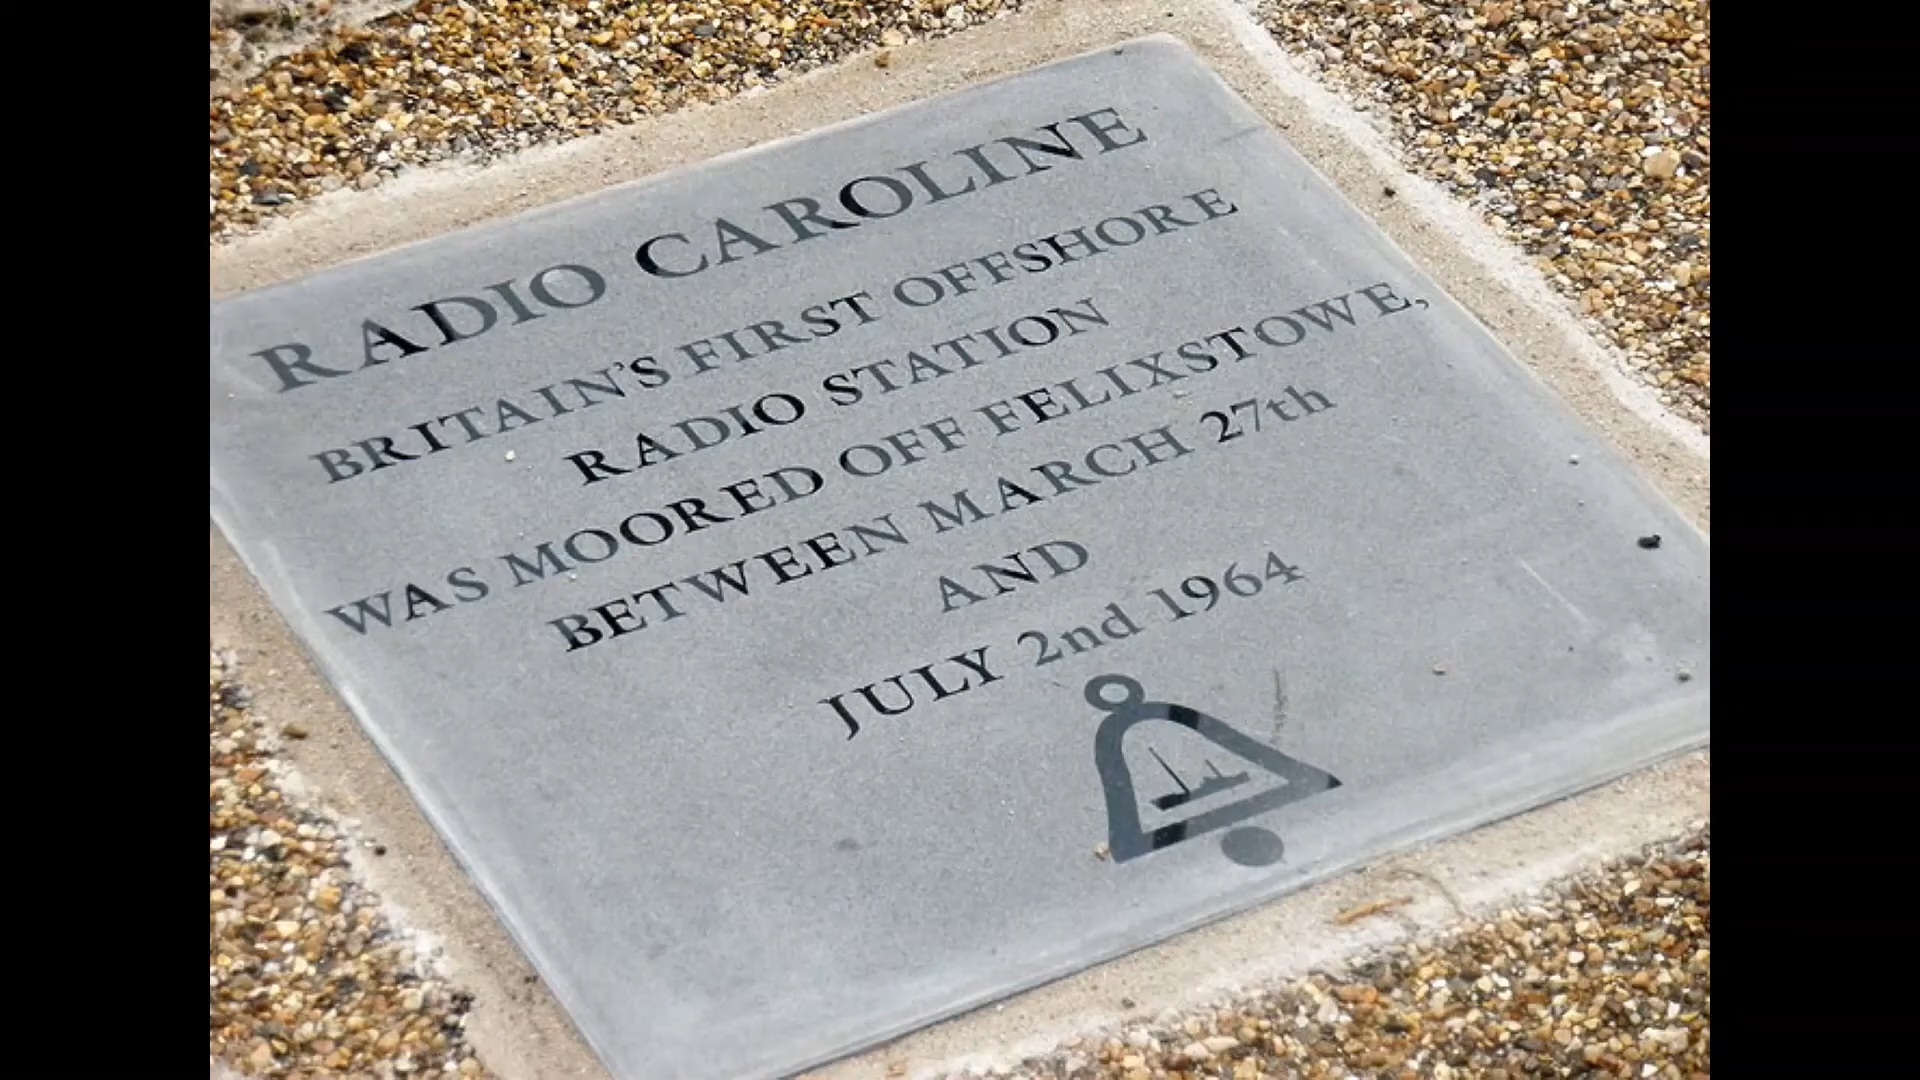 RADIO CAROLINE
BRITAIN'S FIRST OFFSHORE
RADIO STATION
WAS MOORED OFF FELIXSTOWE,
BETWEEN MARCH 27th
AND
JULY 2nd 1964